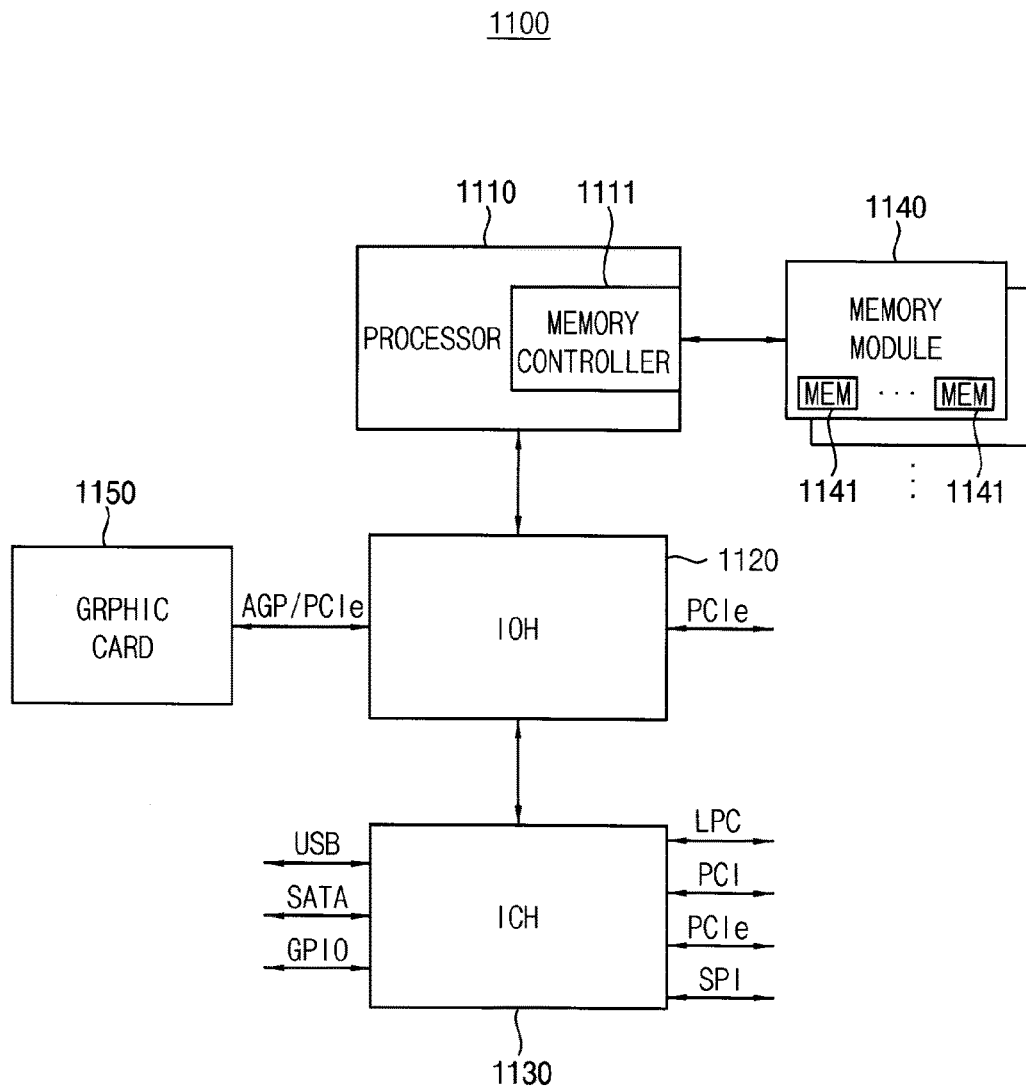 1100
1110
1111
1140
PROCESSOR
MEMORY
CONTROLLER
MEMORY
MODULE
MEM ... MEM
1141
1141
1150
GRPHIC
CARD
AGP/PCIe
IOH
1120
PCIe
USB
SATA
GPIO
ICH
LPC
PCI
PCIe
SPI
1130